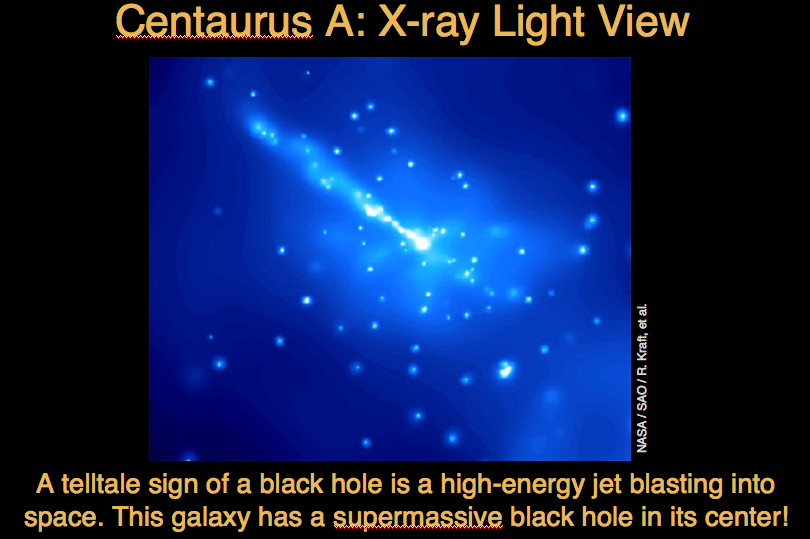 Centaurus A: X-ray Light View
NASA / SAO / R. Kraft, et al.
A telltale sign of a black hole is a high-energy jet blasting into
space. This galaxy has a supermassive black hole in its center!